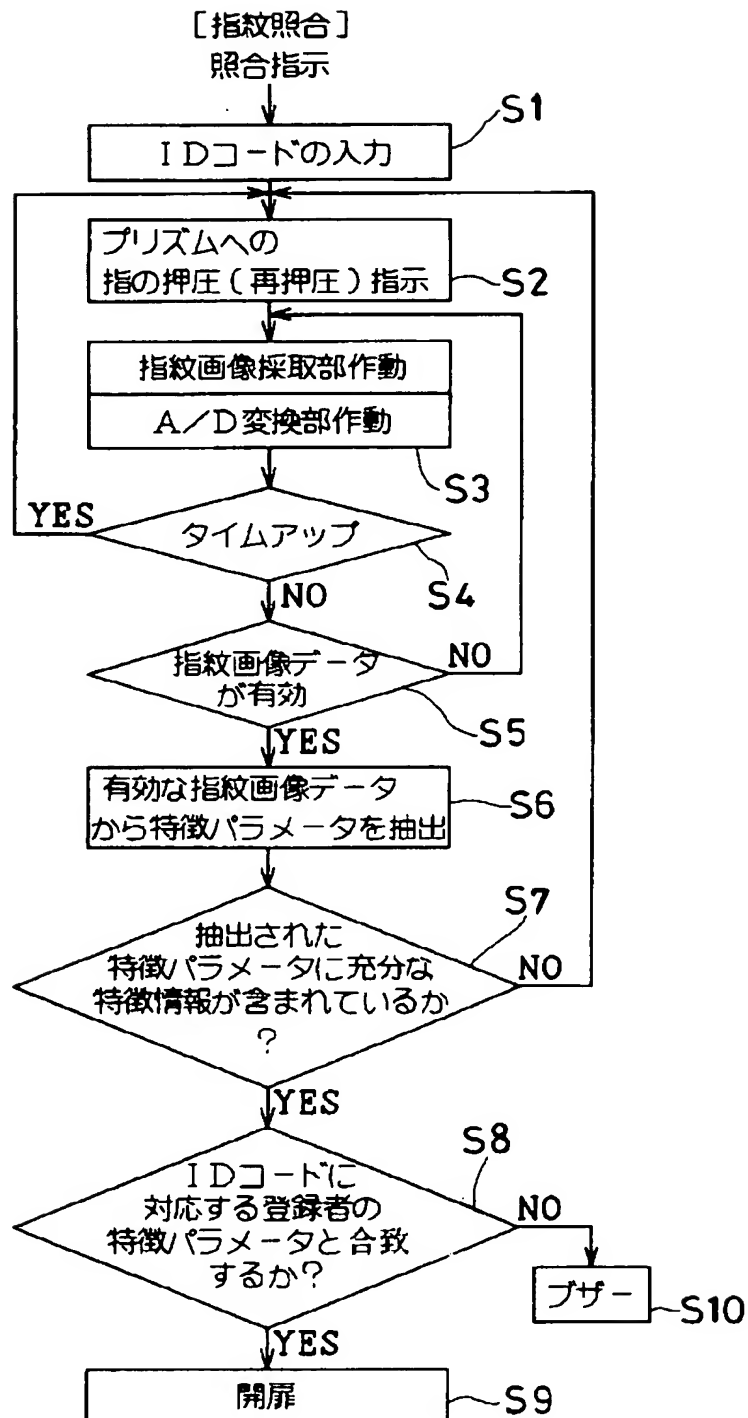 [指紋照合]
照合指示
S1
IDコードの入力
プリズムへの
指の押圧(再押圧)指示
S2
指紋画像採取部作動
A/D変換部作動
S3
YES
タイムアップ
S4
NO
指紋画像データ
が有効
NO
S5
YES
有効な指紋画像データ
から特徴パラメータを抽出
S6
S7
抽出された
特徴パラメータに充分な
特徴情報が含まれているか
?
NO
YES
S8
IDコードに
対応する登録者の
特徴パラメータと合致
するか?
NO
ブザー
S10
YES
開扉
S9